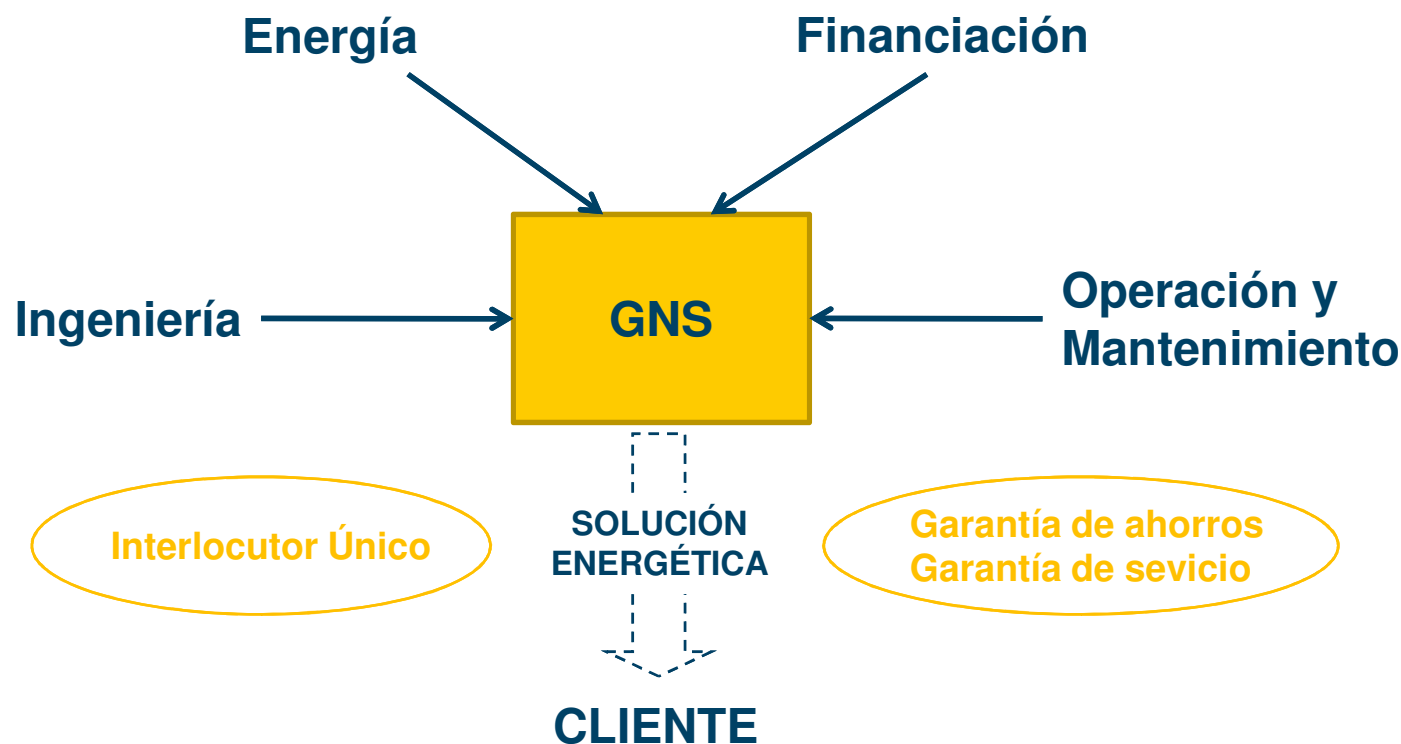 Energía
Financiación
Ingeniería
GNS
Operación y
Mantenimiento
Interlocutor Único
SOLUCIÓN
ENERGÉTICA
Garantía de ahorros
Garantía de sevicio
CLIENTE